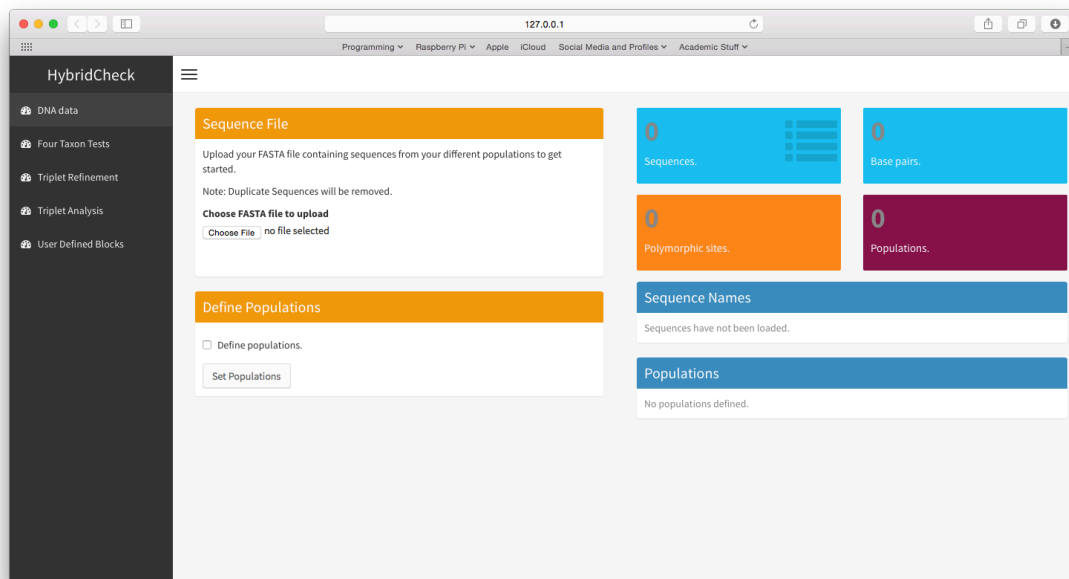 127.0.0.1
Programming Raspberry Pi Apple iCloud Social Media and Profiles Academic Stuff
HybridCheck
DNA data
Four Taxon Tests
Triplet Refinement
Triplet Analysis
User Defined Blocks
Sequence File
Upload your FASTA file containing sequences from your different populations to get
started.
Note: Duplicate Sequences will be removed.
Choose FASTA file to upload
Choose File no file selected
Define Populations
Define populations.
Set Populations
0
Sequences.
0
Base pairs.
0
Polymorphic sites.
0
Populations.
Sequence Names
Sequences have not been loaded.
Populations
No populations defined.